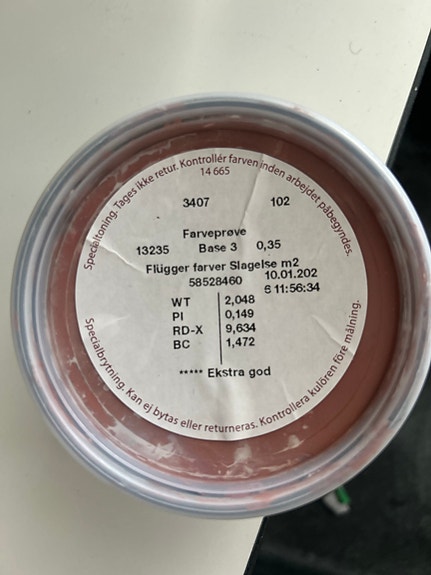 Specialtoning. Tages ikke retur. Kontrollér farven inden arbejdet påbegyndes.
14 665
3407 102
Farveprøve
13235 Base 3 0,35
Flügger farver Slagelse m2
58528460 10.01.202
6 11:56:34
WT 2,048
PI 0,149
RD-X 9,634
BC 1,472
***** Ekstra god
Specialbrytning. Kan ej bytas eller returneras. Kontrollera kulören före målning.